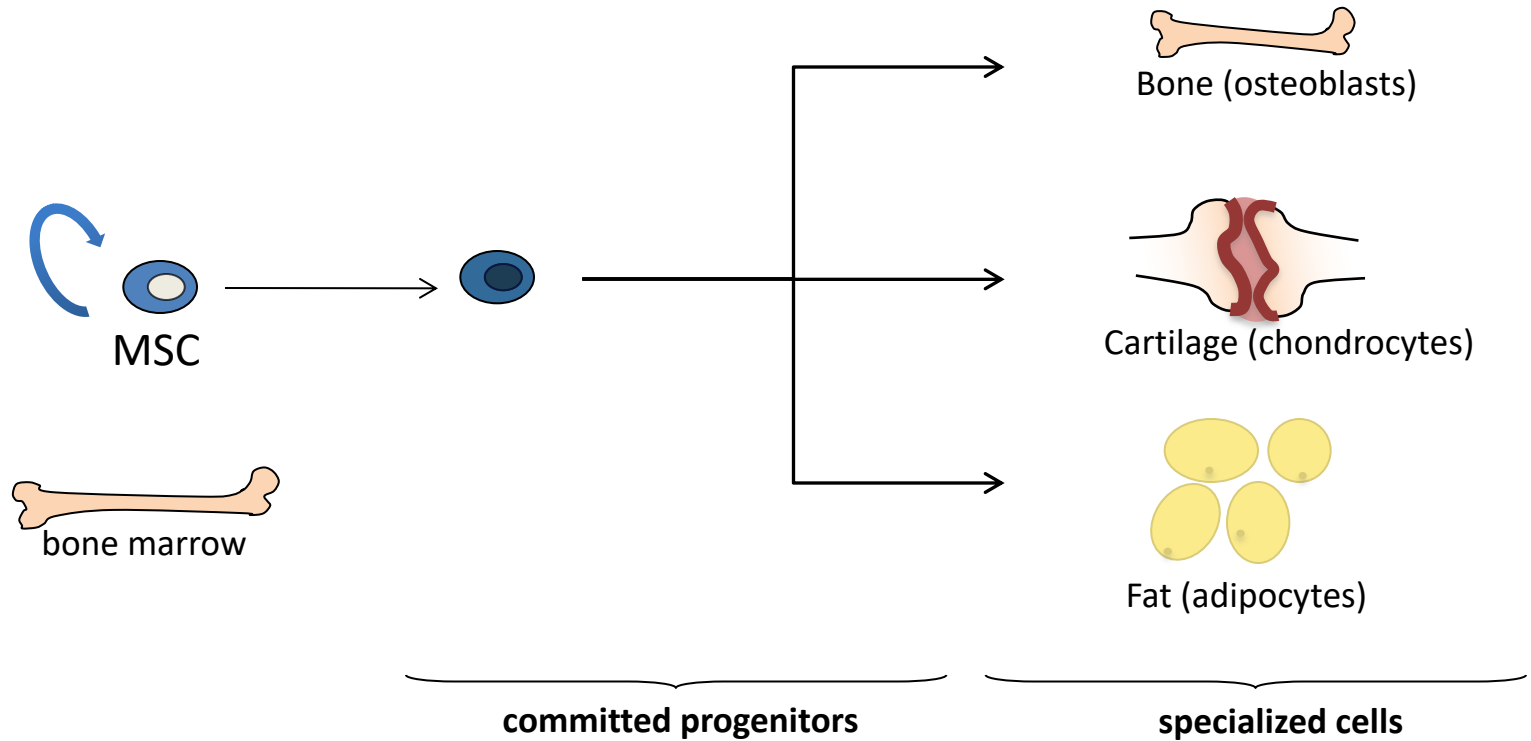 Bone (osteoblasts)
MSC
Cartilage (chondrocytes)
bone marrow
Fat (adipocytes)
committed progenitors
specialized cells